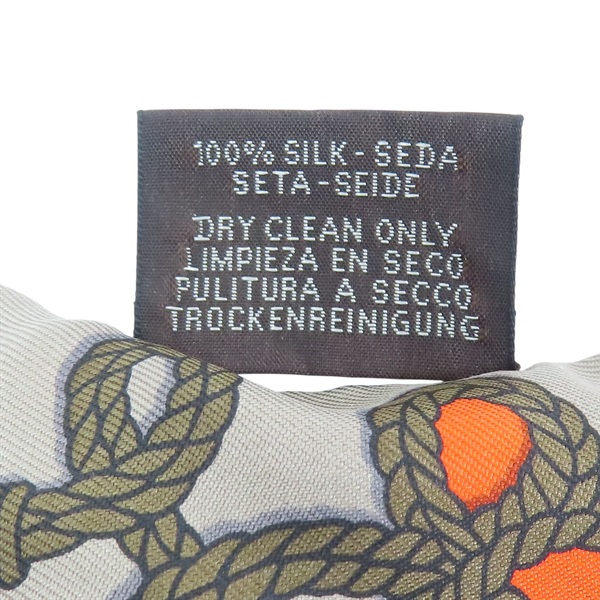 100% SILK-SEDA
SETA-SEIDE
DRY CLEAN ONLY
LIMPIEZA EN SECO
PULITURA A SECCO
TROCKENREINIGUNG